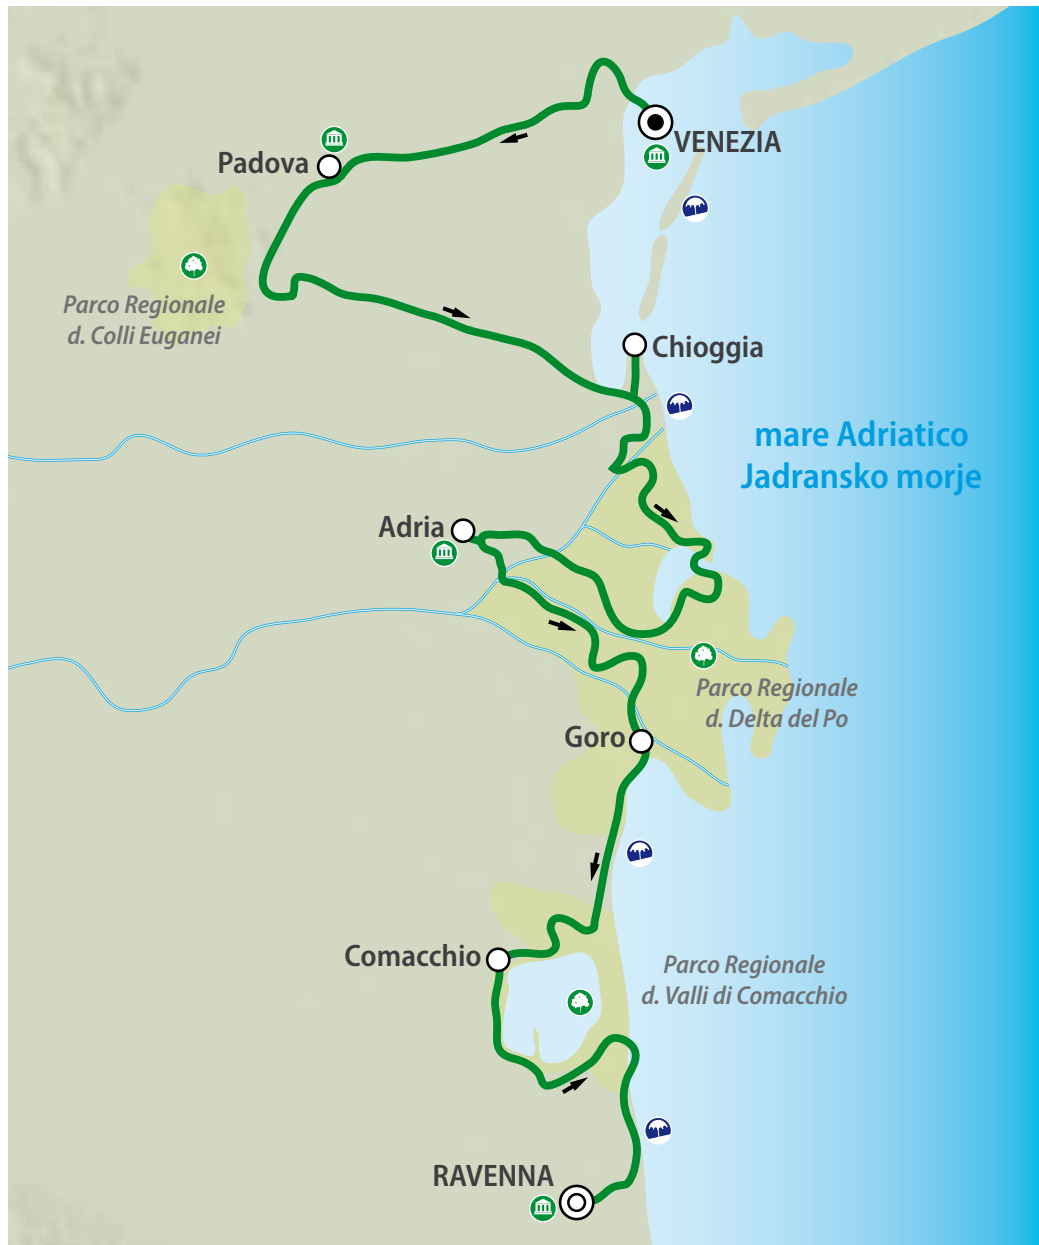 VENEZIA
Padova
Parco Regionale
d. Colli Euganei
Chioggia
mare Adriatico
Jadransko morje
Adria
Parco Regionale
d. Delta del Po
Goro
Comacchio
Parco Regionale
d. Valli di Comacchio
RAVENNA